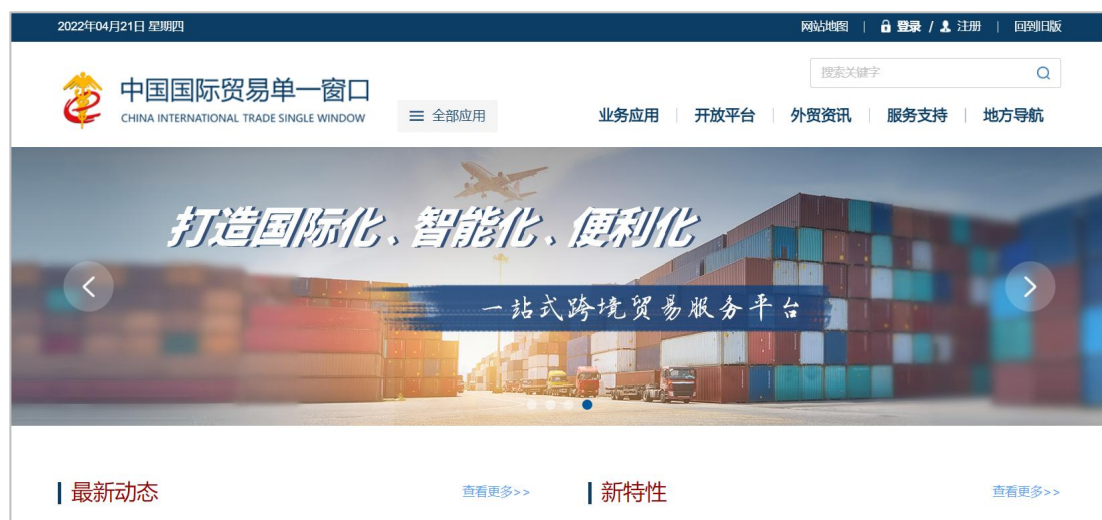 2022年04月21日 星期四
网站地图 | 登录 / 注册 | 回到旧版
搜索关键字
中国国际贸易单一窗口
CHINA INTERNATIONAL TRADE SINGLE WINDOW
全部应用
业务应用 | 开放平台 | 外贸资讯 | 服务支持 | 地方导航
打造国际化、智能化、便利化
一站式跨境贸易服务平台
最新动态 查看更多>>
新特性 查看更多>>